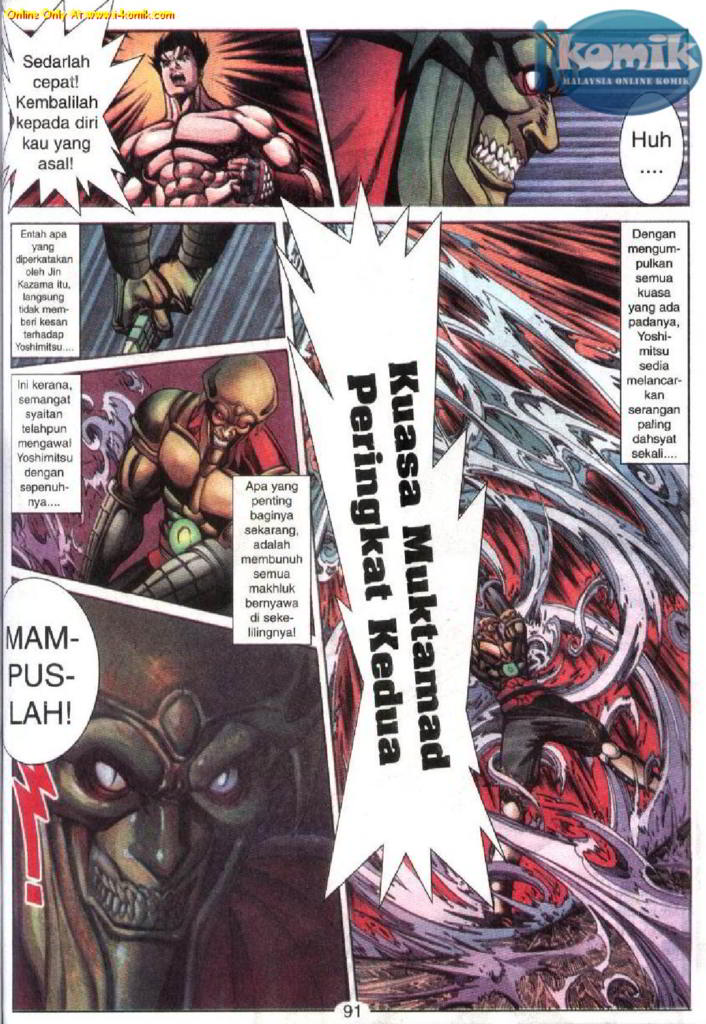 Online Only At www.i-komik.com
ikomik
MALAYSIA ONLINE KOMIK
Sedarlah
cepat!
Kembalilah
kepada diri
kau yang
asal!
Huh
....
Entah apa
yang
diperkatakan
oleh Jin
Kazama itu,
langsung
tidak mem-
beri kesan
terhadap
Yoshimitsu....
Ini kerana,
semangat
syaitan
telahpun
mengawal
Yoshimitsu
dengan
sepenuh-
nya....
Apa yang
penting
baginya
sekarang,
adalah
membunuh
semua
makhluk
bernyawa
di seke-
lilingnya!
MAM-
PUS-
LAH!
Dengan
mengum-
pulkan
semua
kuasa
yang ada
padanya,
Yoshi-
mitsu
sedia
melancar-
kan
serangan
paling
dahsyat
sekali....
Kuasa Muktamad
Peringkat Kedua
91